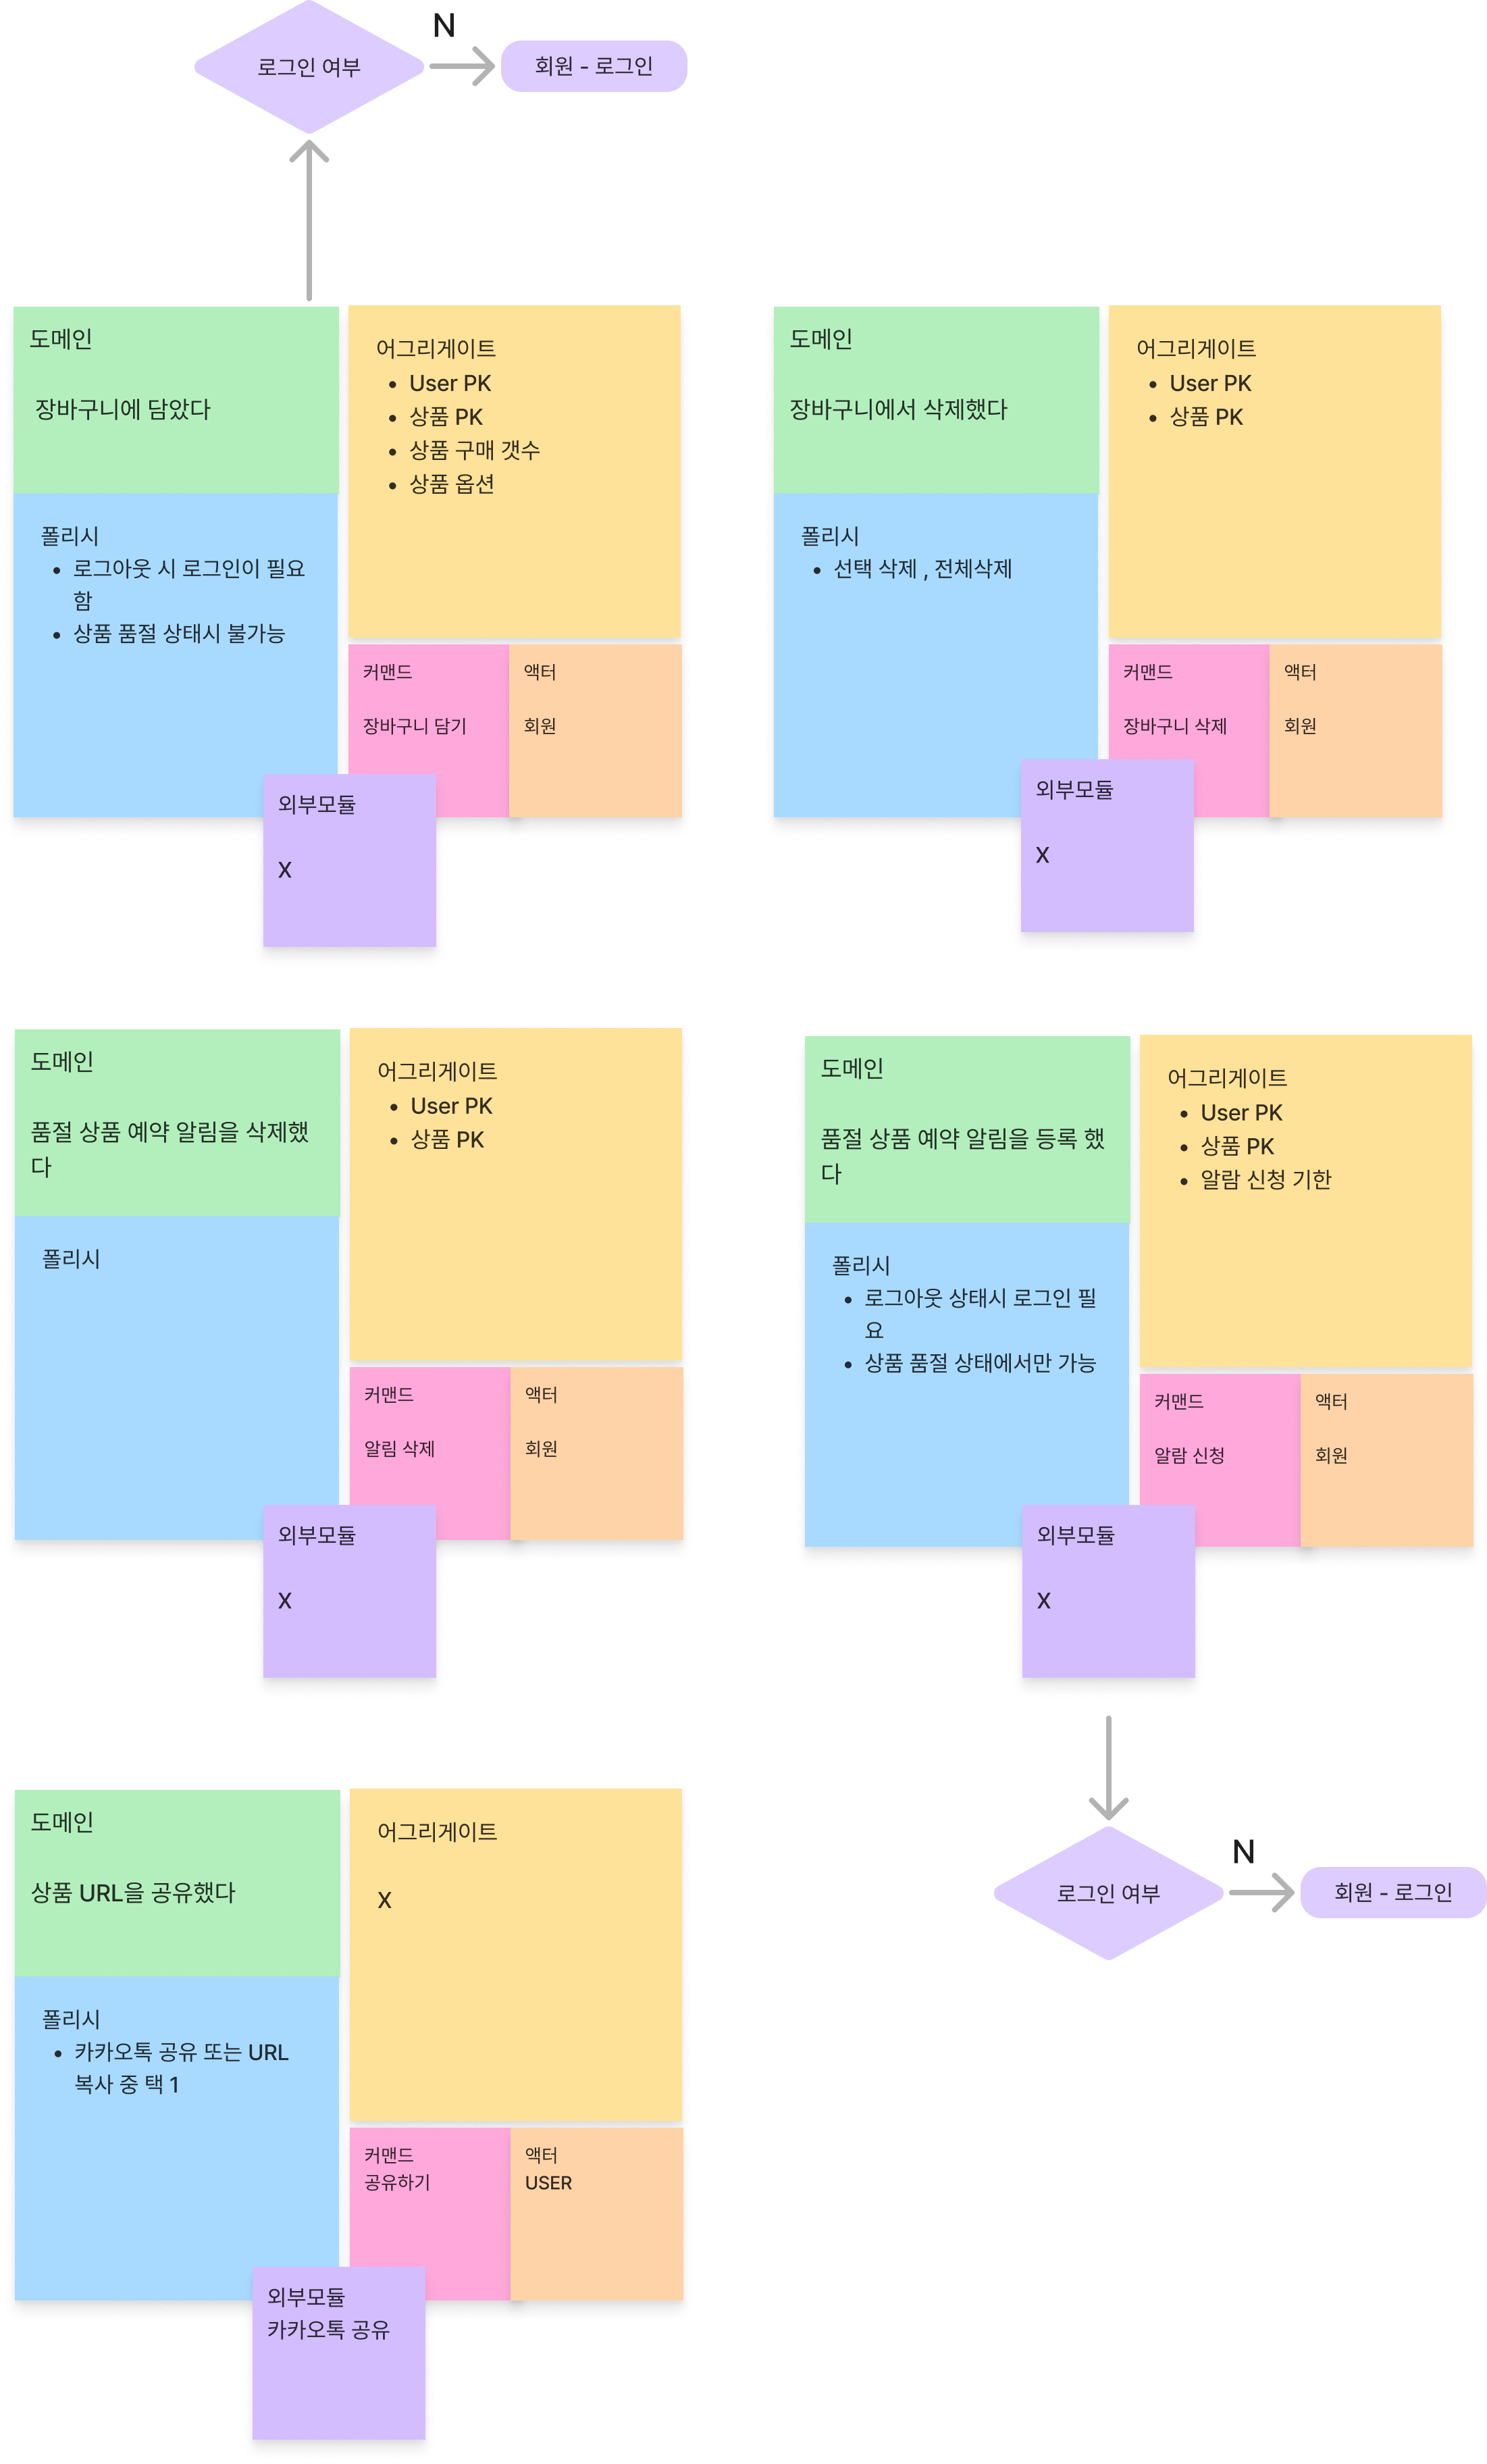 로그인 여부
N
회원 - 로그인
도메인
장바구니에 담았다
어그리게이트
• User PK
• 상품 PK
• 상품 구매 갯수
• 상품 옵션
폴리시
• 로그아웃 시 로그인이 필요
함
• 상품 품절 상태시 불가능
커맨드
장바구니 담기
액터
회원
외부모듈
X
도메인
장바구니에서 삭제했다
어그리게이트
• User PK
• 상품 PK
폴리시
• 선택 삭제 , 전체삭제
커맨드
장바구니 삭제
액터
회원
외부모듈
X
도메인
품절 상품 예약 알림을 삭제했
다
어그리게이트
• User PK
• 상품 PK
폴리시
커맨드
알림 삭제
액터
회원
외부모듈
X
도메인
품절 상품 예약 알림을 등록 했
다
어그리게이트
• User PK
• 상품 PK
• 알람 신청 기한
폴리시
• 로그아웃 상태시 로그인 필
요
• 상품 품절 상태에서만 가능
커맨드
알람 신청
액터
회원
외부모듈
X
로그인 여부
N
회원 - 로그인
도메인
상품 URL을 공유했다
어그리게이트
X
폴리시
• 카카오톡 공유 또는 URL
복사 중 택 1
커맨드
공유하기
액터
USER
외부모듈
카카오톡 공유